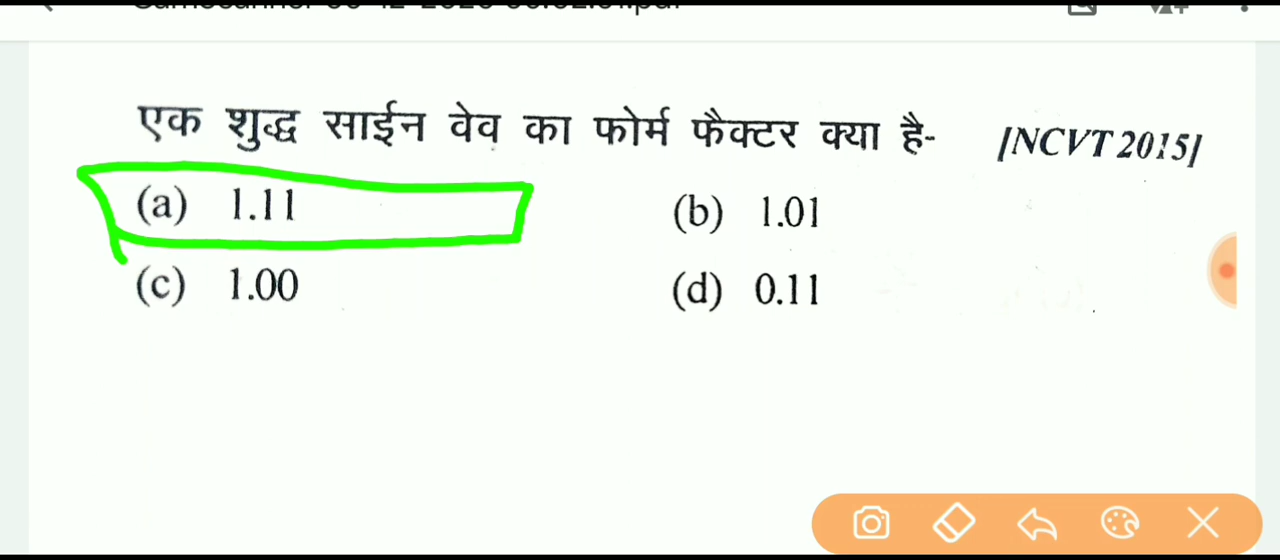 एक शुद्ध साईन वेव का फोर्म फैक्टर क्या है- [NCVT 2015]
(a) 1.11 (b) 1.01
(c) 1.00 (d) 0.11